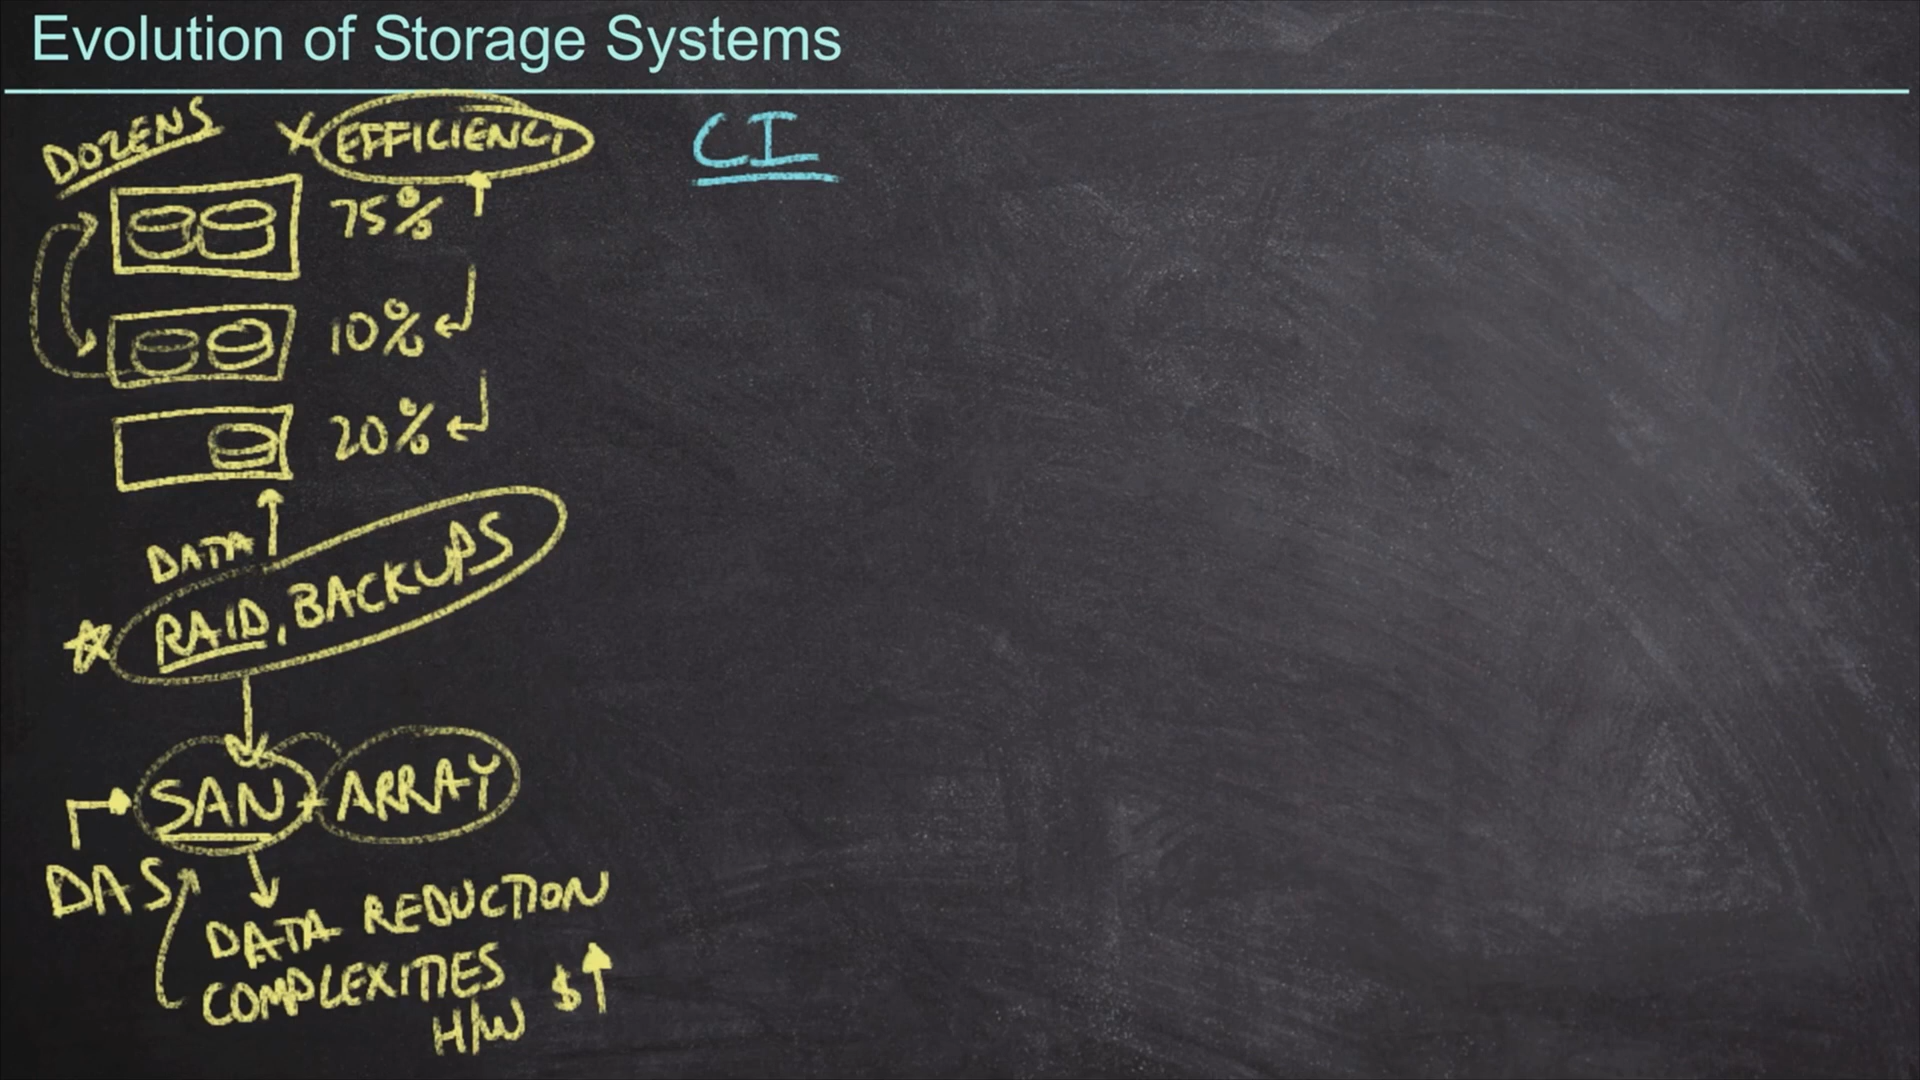 Evolution of Storage Systems
DOZENS
X EFFICIENCY
CI
75%
10%
20%
DATA
RAID, BACKUPS
SAN + ARRAY
DAS
DATA REDUCTION
COMPLEXITIES
H/W $